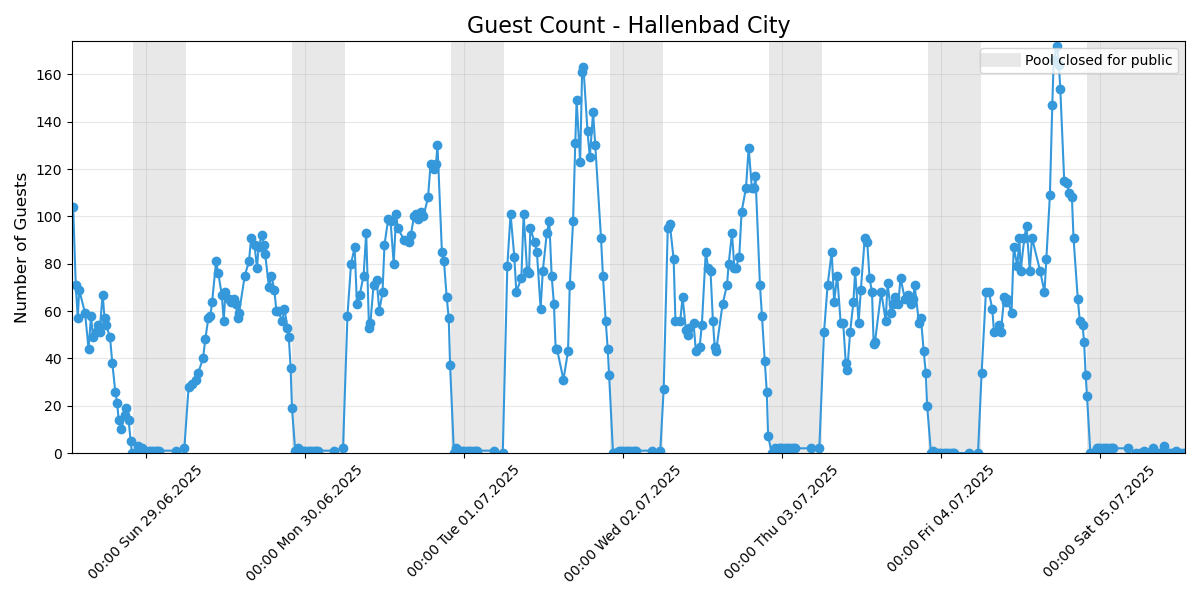 Guest Count - Hallenbad City
Pool closed for public
Number of Guests
160
140
120
100
80
60
40
20
0
00:00 Sun 29.06.2025
00:00 Mon 30.06.2025
00:00 Tue 01.07.2025
00:00 Wed 02.07.2025
00:00 Thu 03.07.2025
00:00 Fri 04.07.2025
00:00 Sat 05.07.2025